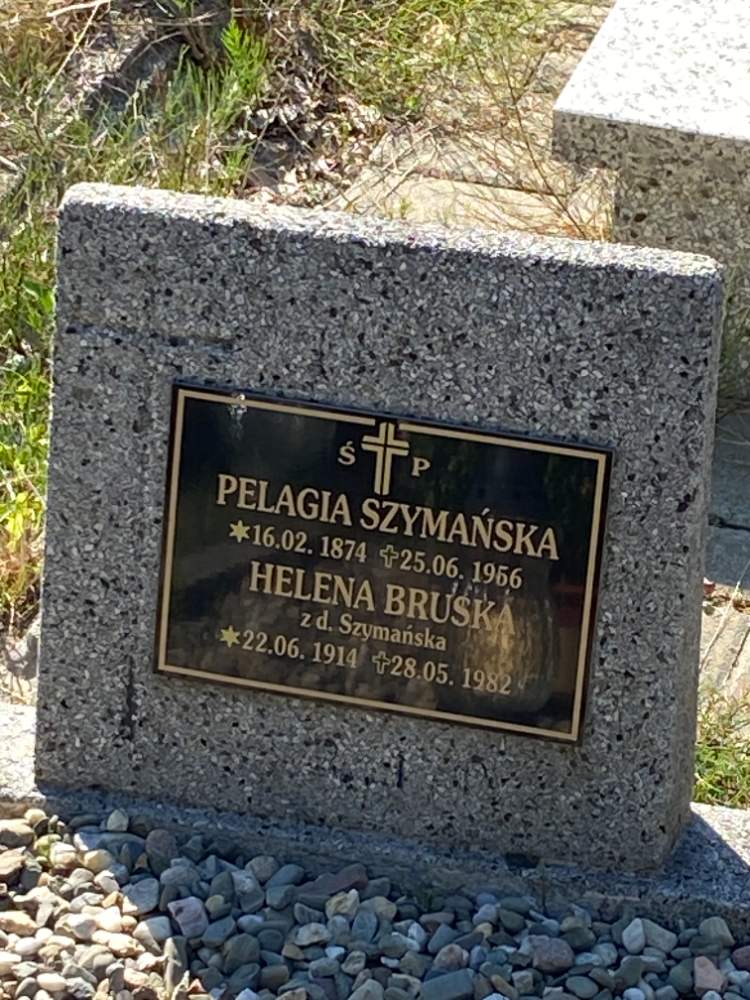 Ś P
PELAGIA SZYMAŃSKA
16.02. 1874 25.06. 1956
HELENA BRUSKA
z d. Szymańska
22.06. 1914 28.05. 1982